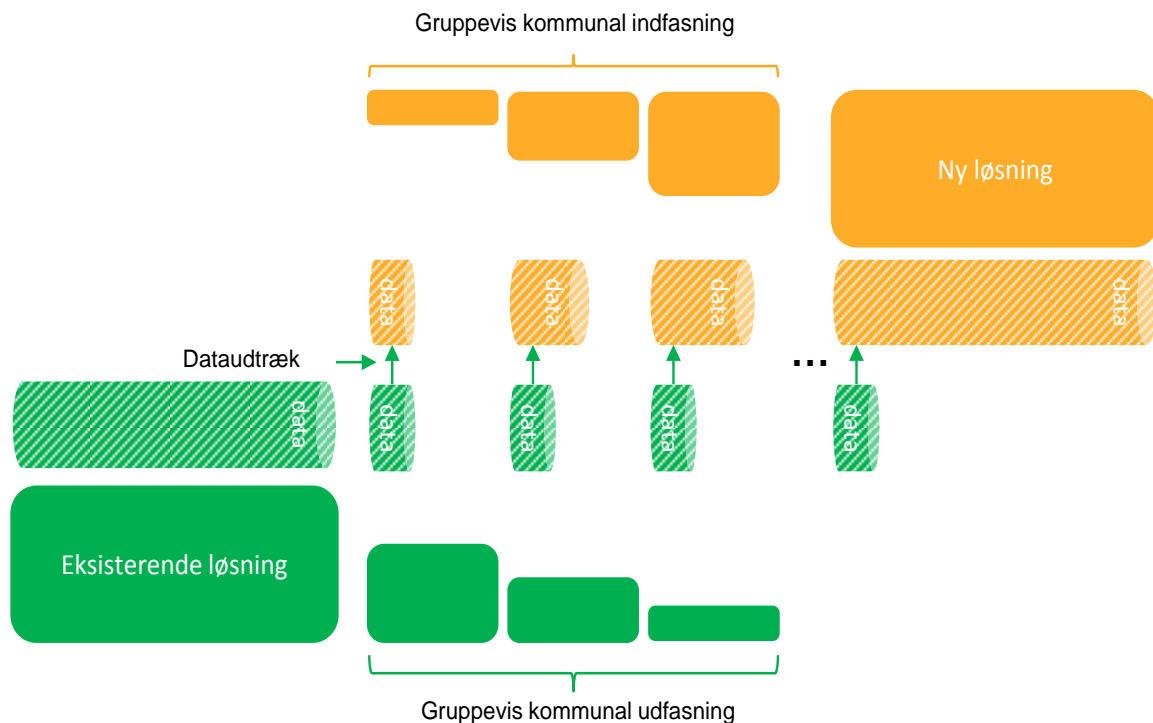 Gruppevis kommunal indfasning
Ny løsning
data
data
data
data
Dataudtræk
...
data
data
data
data
data
Eksisterende løsning
Gruppevis kommunal udfasning